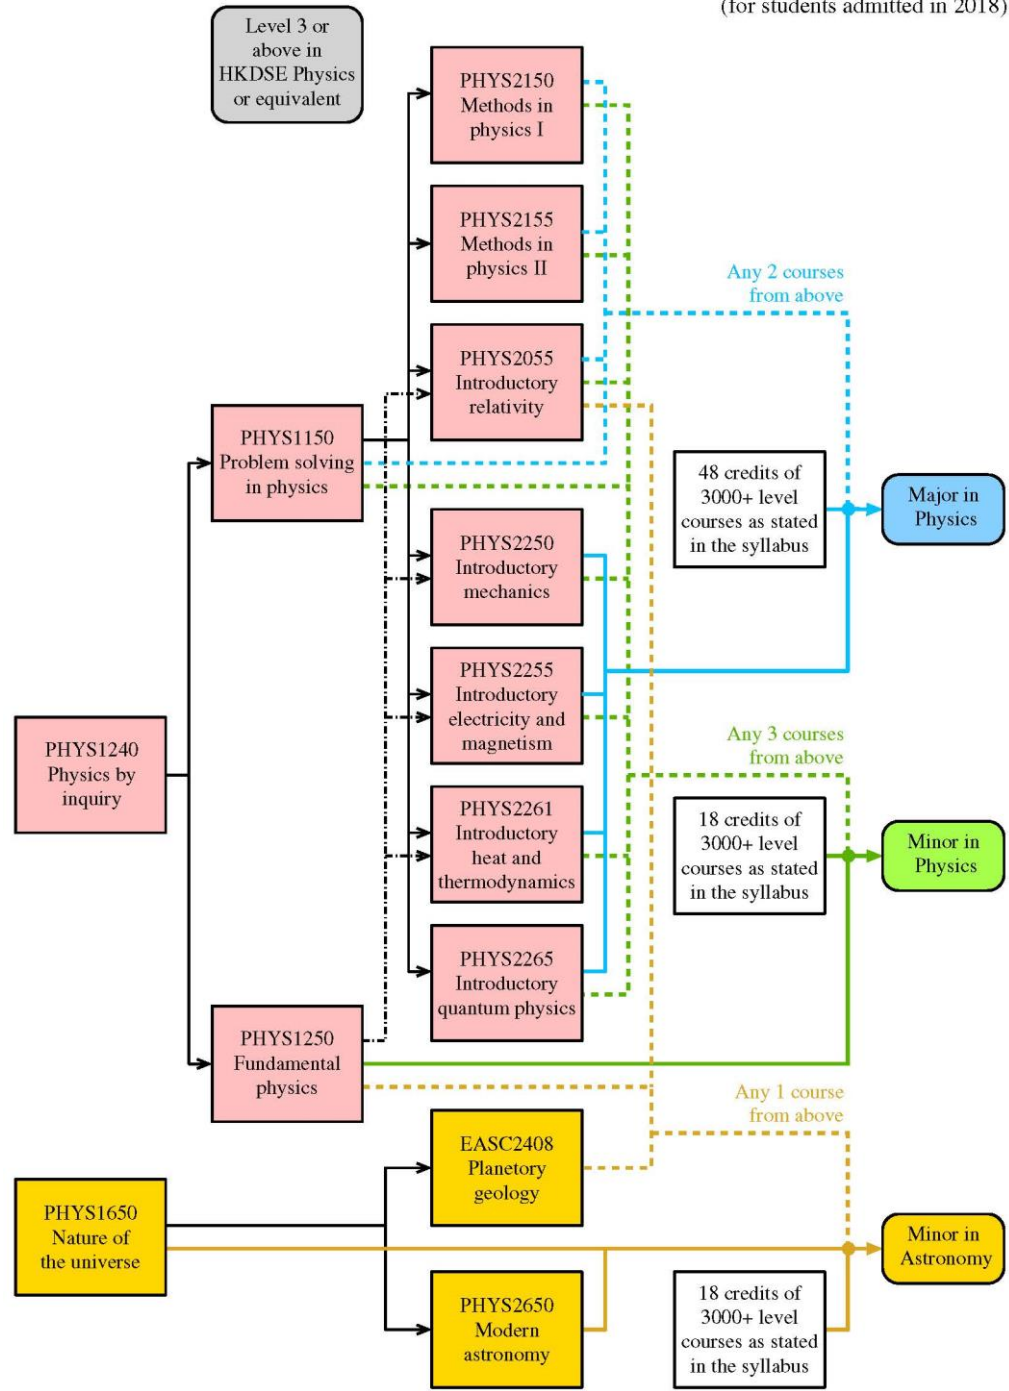 (for students admitted in 2018)
Level 3 or
above in
HKDSE Physics
or equivalent
PHYS2150
Methods in
physics I
PHYS2155
Methods in
physics II
Any 2 courses
from above
PHYS2055
Introductory
relativity
PHYS1150
Problem solving
in physics
48 credits of
3000+ level
courses as stated
in the syllabus
Major in
Physics
PHYS2250
Introductory
mechanics
PHYS2255
Introductory
electricity and
magnetism
PHYS1240
Physics by
inquiry
Any 3 courses
from above
PHYS2261
Introductory
heat and
thermodynamics
18 credits of
3000+ level
courses as stated
in the syllabus
Minor in
Physics
PHYS2265
Introductory
quantum physics
PHYS1250
Fundamental
physics
Any 1 course
from above
EASC2408
Planetory
geology
PHYS1650
Nature of
the universe
Minor in
Astronomy
PHYS2650
Modern
astronomy
18 credits of
3000+ level
courses as stated
in the syllabus